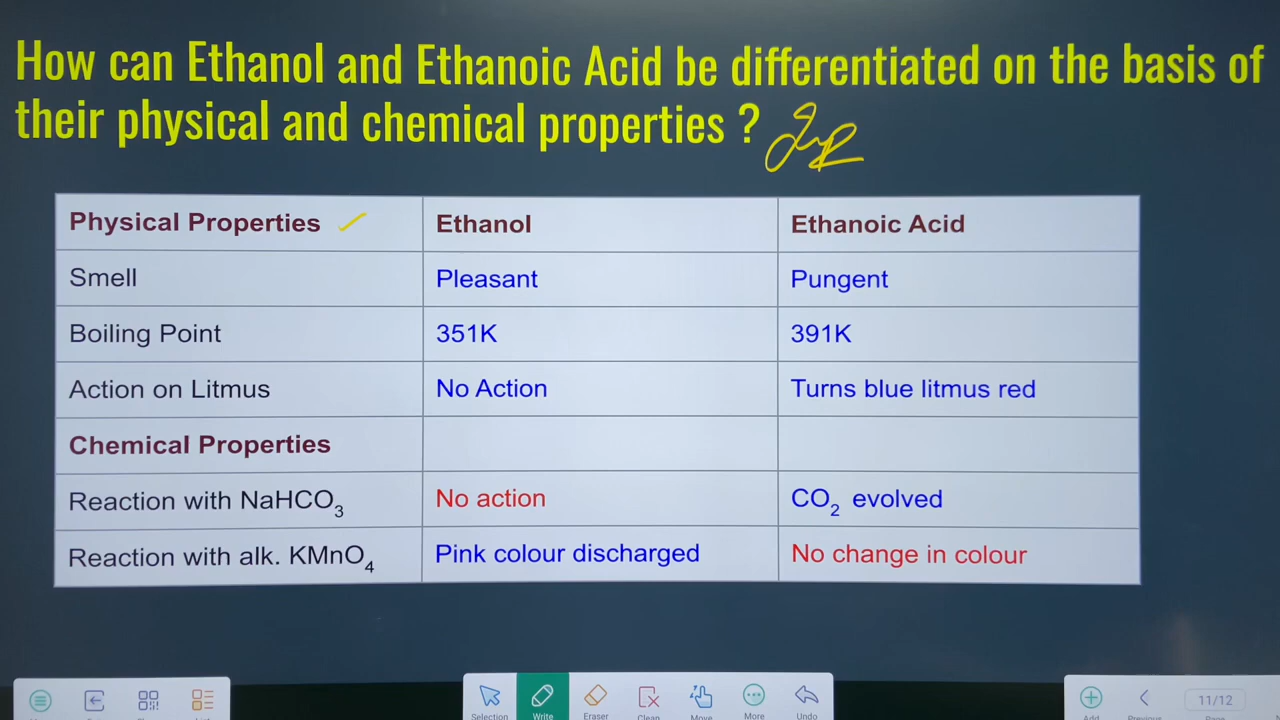 How can Ethanol and Ethanoic Acid be differentiated on the basis of
their physical and chemical properties ? Imp
Physical Properties Ethanol Ethanoic Acid
Smell Pleasant Pungent
Boiling Point 351K 391K
Action on Litmus No Action Turns blue litmus red
Chemical Properties
Reaction with NaHCO₃ No action CO₂ evolved
Reaction with alk. KMnO₄ Pink colour discharged No change in colour
Selection Write Eraser Clean Move More Undo Add Previous 11/12